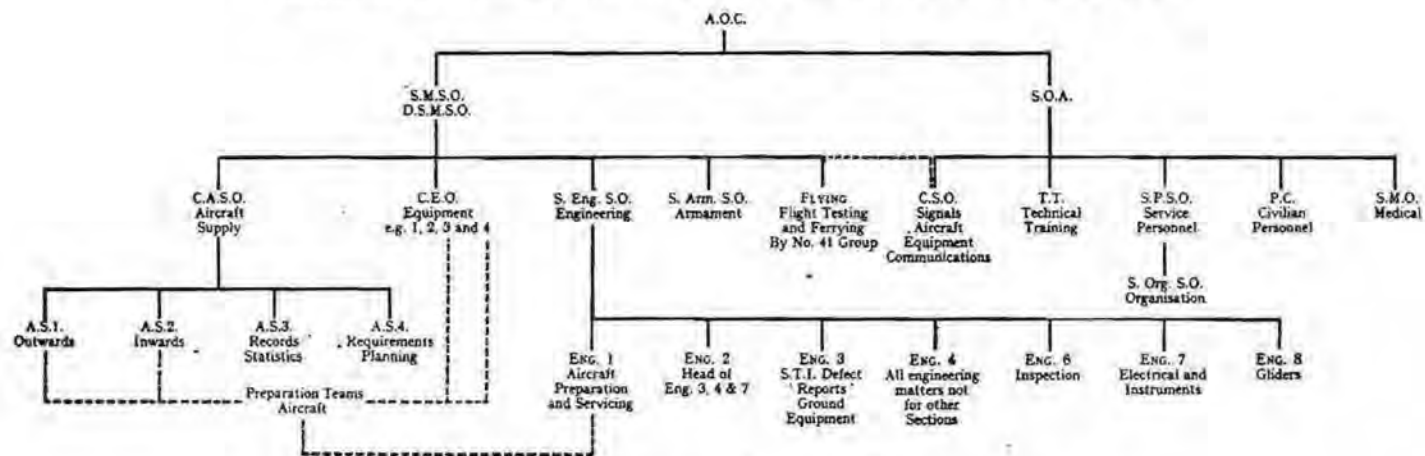 A.O.C.
S.M.S.O.
D.S.M.S.O.
S.O.A.
C.A.S.O.
Aircraft
Supply
C.E.O.
Equipment
e.g. 1, 2, 3 and 4
S. Eng. S.O.
Engineering
S. Arm. S.O.
Armament
FLYING
Flight Testing
and Ferrying
By No. 41 Group
C.S.O.
Signals
Aircraft
Equipment
Communications
T.T.
Technical
Training
S.P.S.O.
Service
Personnel
P.C.
Civilian
Personnel
S.M.O.
Medical
S. Org. S.O.
Organisation
A.S.1.
Outwards
A.S.2.
Inwards
A.S.3.
Records
Statistics
A.S.4.
Requirements
Planning
Preparation Teams
Aircraft
ENG. 1
Aircraft
Preparation
and Servicing
ENG. 2
Head of
Eng. 3, 4 & 7
ENG. 3
S.T.I. Defect
Reports
Ground
Equipment
ENG. 4
All engineering
matters not
for other
Sections
ENG. 6
Inspection
ENG. 7
Electrical and
Instruments
ENG. 8
Gliders